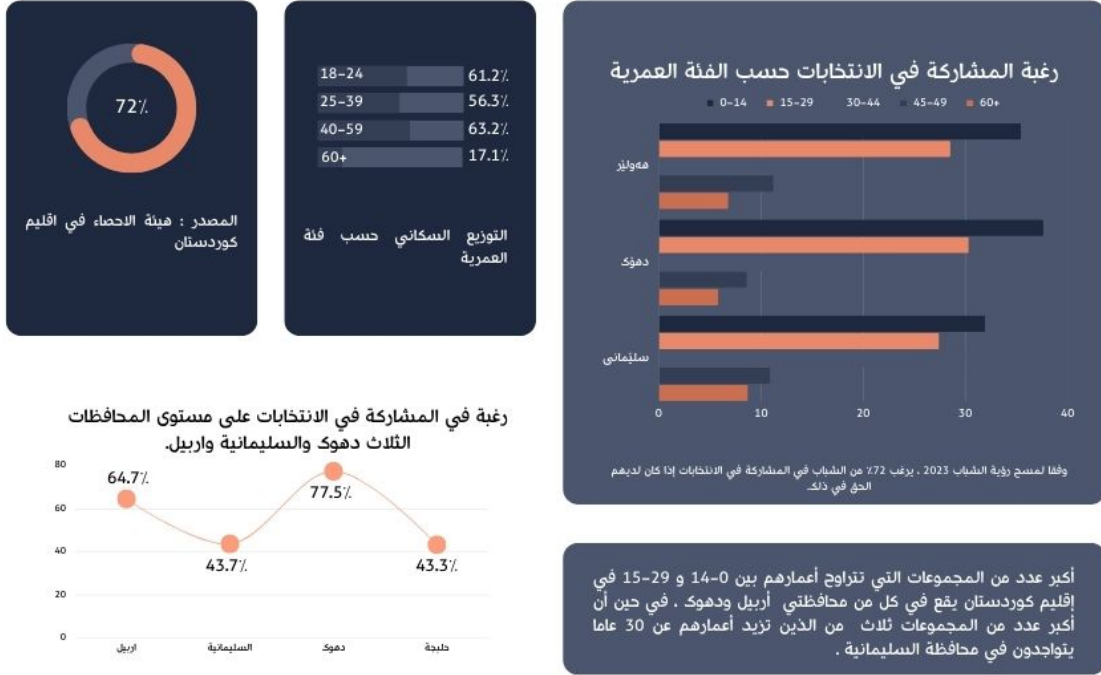 رغبة المشاركة في الانتخابات حسب الفئة العمرية
0-14 15-29 30-44 45-49 60+
هەولێر
دهۆک
سلێمانی
0 10 20 30 40
وفقا لمسح رؤية الشباب 2023 ، يرغب 72٪ من الشباب في المشاركة في الانتخابات إذا كان لديهم
الحق في ذلك.
أكبر عدد من المجموعات التي تتراوح أعمارهم بين 0-14 و 29-15 في
إقليم كوردستان يقع في كل من محافظتي أربيل ودهوك ، في حين أن
أكبر عدد من المجموعات ثلاث من الذين تزيد أعمارهم عن 30 عاما
يتواجدون في محافظة السليمانية .
18-24 61.2٪
25-39 56.3٪
40-59 63.2٪
60+ 17.1٪
التوزيع السكاني حسب فئة
العمرية
72٪
المصدر : هيئة الاحصاء في اقليم
كوردستان
رغبة في المشاركة في الانتخابات على مستوى المحافظات
الثلاث دهوك والسليمانية واربيل.
80
60
40
20
0
64.7٪
43.7٪
77.5٪
43.3٪
اربيل السليمانية دهوك حلبجة